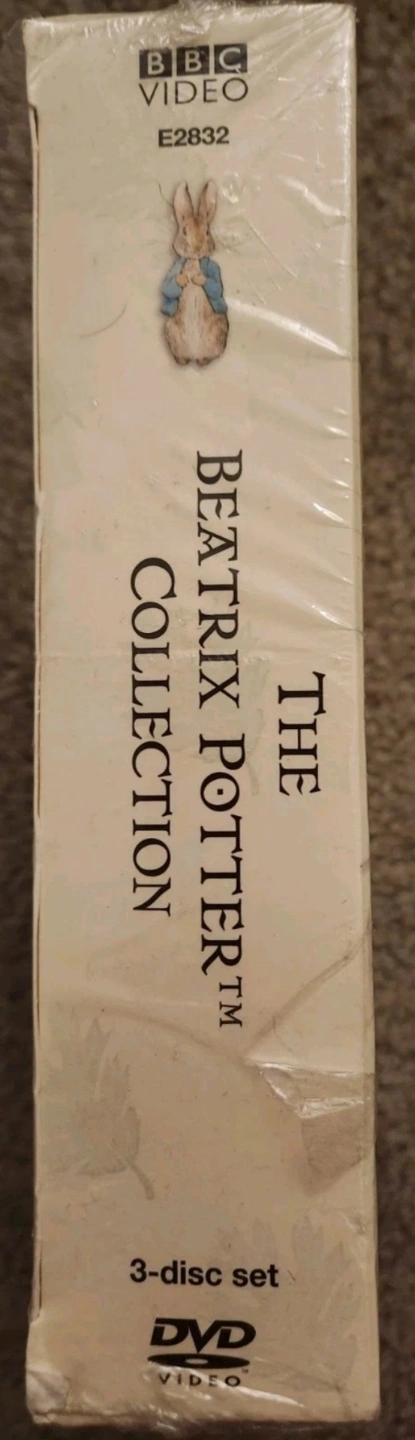 BBC
VIDEO
E2832
THE
BEATRIX POTTER™
COLLECTION
3-disc set
DVD
VIDEO